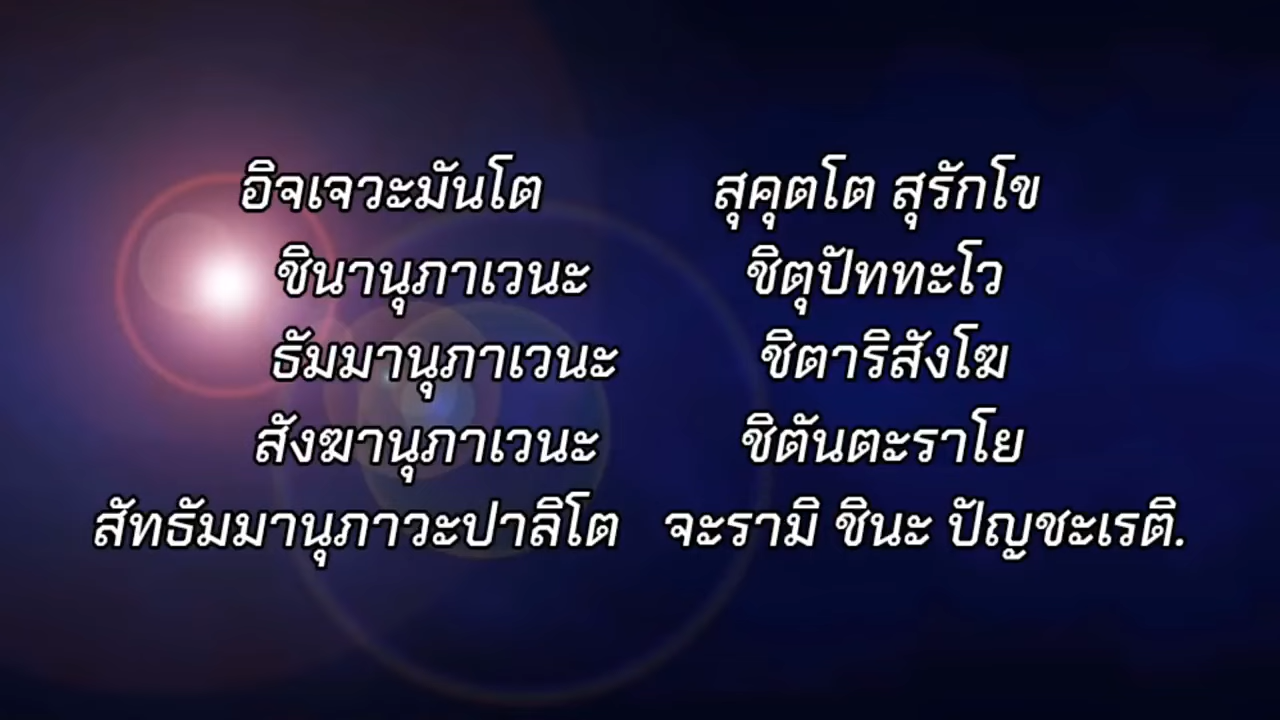 อิจเจวะมันโต สุคุตโต สุรักโข
ชินานุภาเวนะ ชิตุปัททะโว
ธัมมานุภาเวนะ ชิตาริสังโฆ
สังฆานุภาเวนะ ชิตันตะราโย
สัทธัมมานุภาวะปาลิโต จะรามิ ชินะ ปัญชะเรติ.